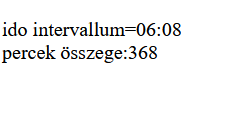 ido intervallum=06:08
percek összege:368